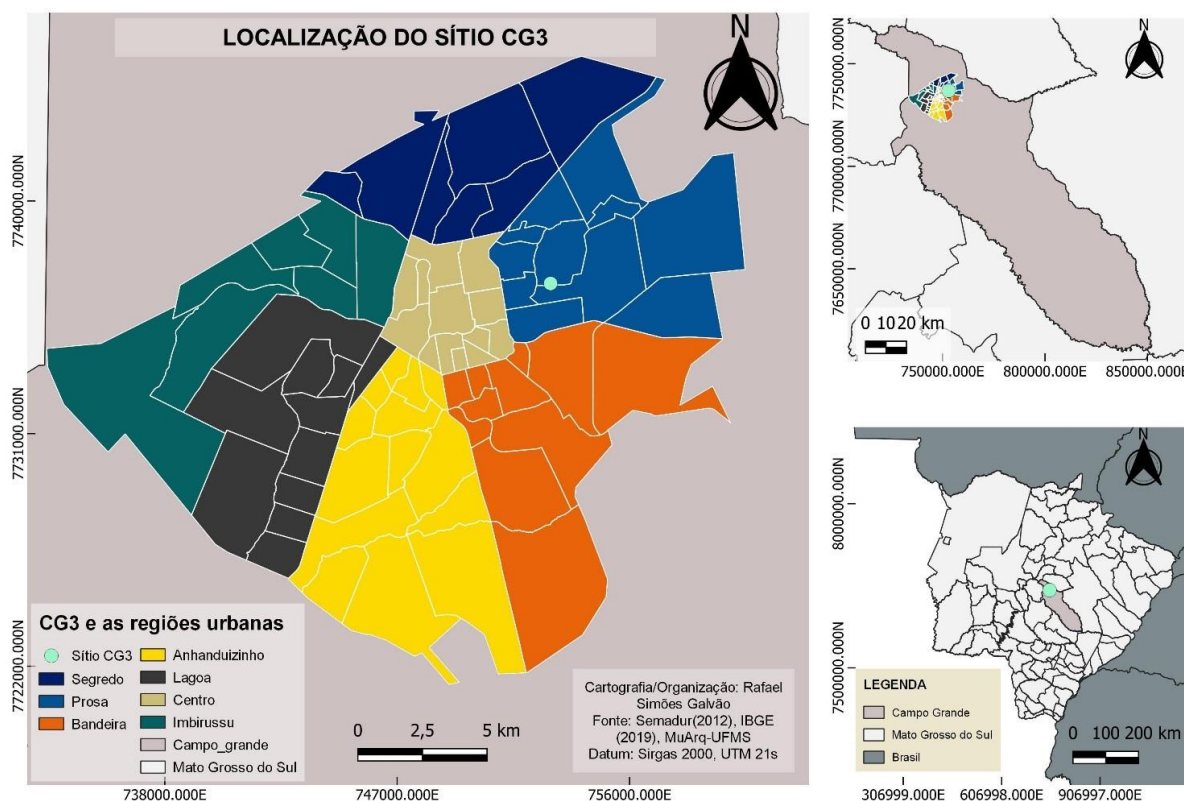 LOCALIZAÇÃO DO SÍTIO CG3
N
7740000.000N
7731000.000N
7722000.000N
738000.000E
747000.000E
756000.000E
CG3 e as regiões urbanas
Sítio CG3
Segredo
Prosa
Bandeira
Anhanduizinho
Lagoa
Centro
Imbirussu
Campo_grande
Mato Grosso do Sul
0 2,5 5 km
Cartografia/Organização: Rafael
Simões Galvão
Fonte: Semadur(2012), IBGE
(2019), MuArq-UFMS
Datum: Sirgas 2000, UTM 21s
N
7750000.000N
7700000.000N
7650000.000N
0 1020 km
750000.000E
800000.000E
850000.000E
N
8000000.000N
7500000.000N
LEGENDA
Campo Grande
Mato Grosso do Sul
Brasil
0 100 200 km
306999.000E
606998.000E
906997.000E